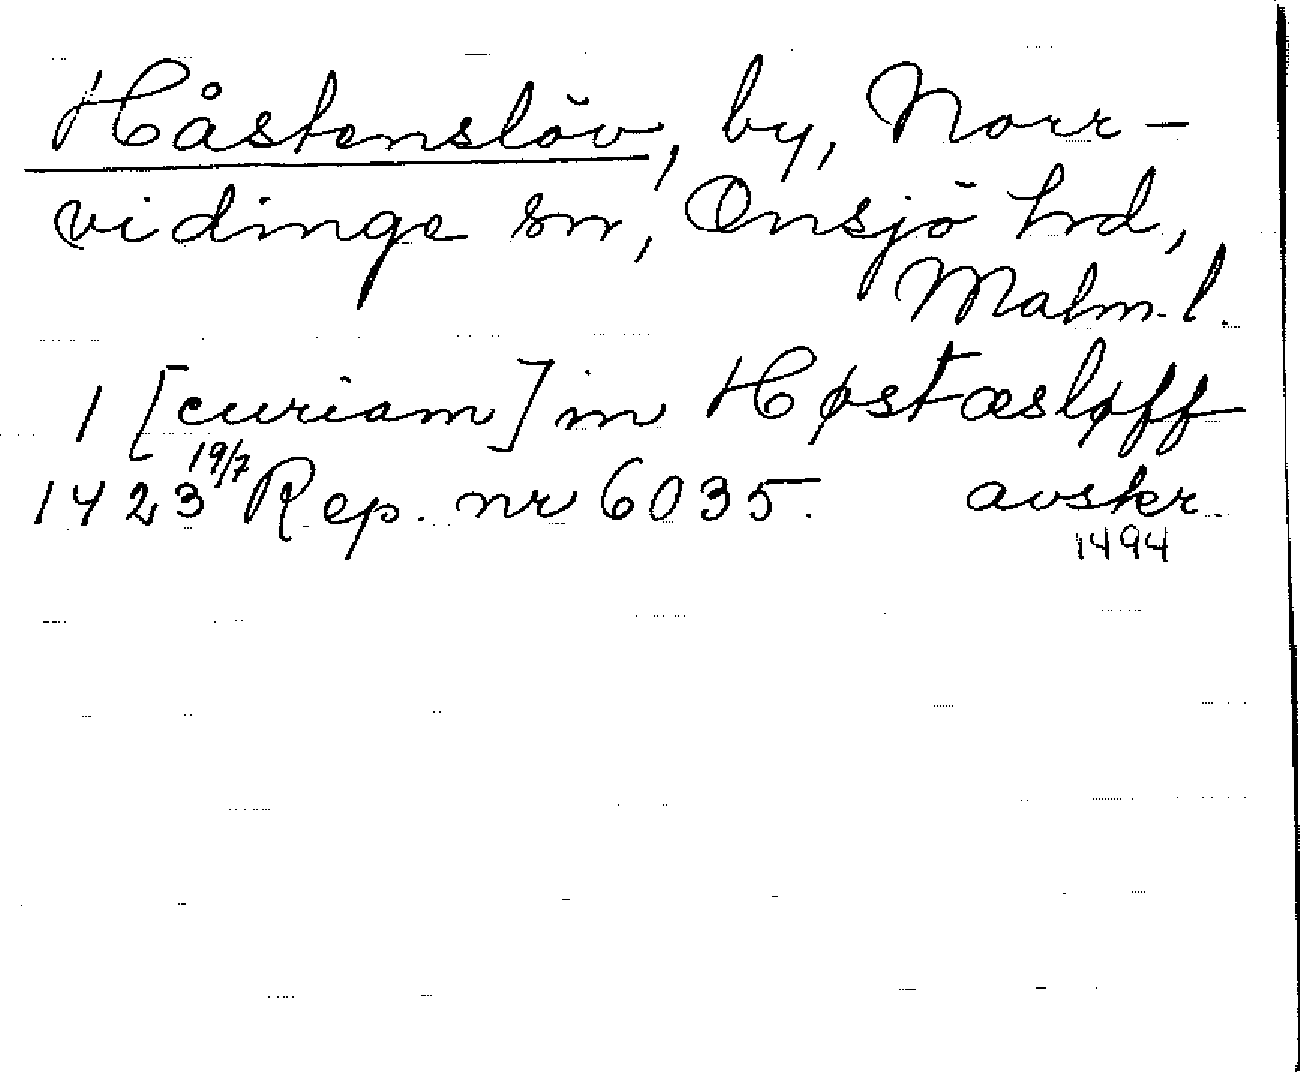 Håstenslöv, by, Norr-
vidinge sn, Onsjö hrd,
Malm. l.
1 [curiam] in Høstæsløff
1423 19/7 Rep. nr 6035. avskr.
1494